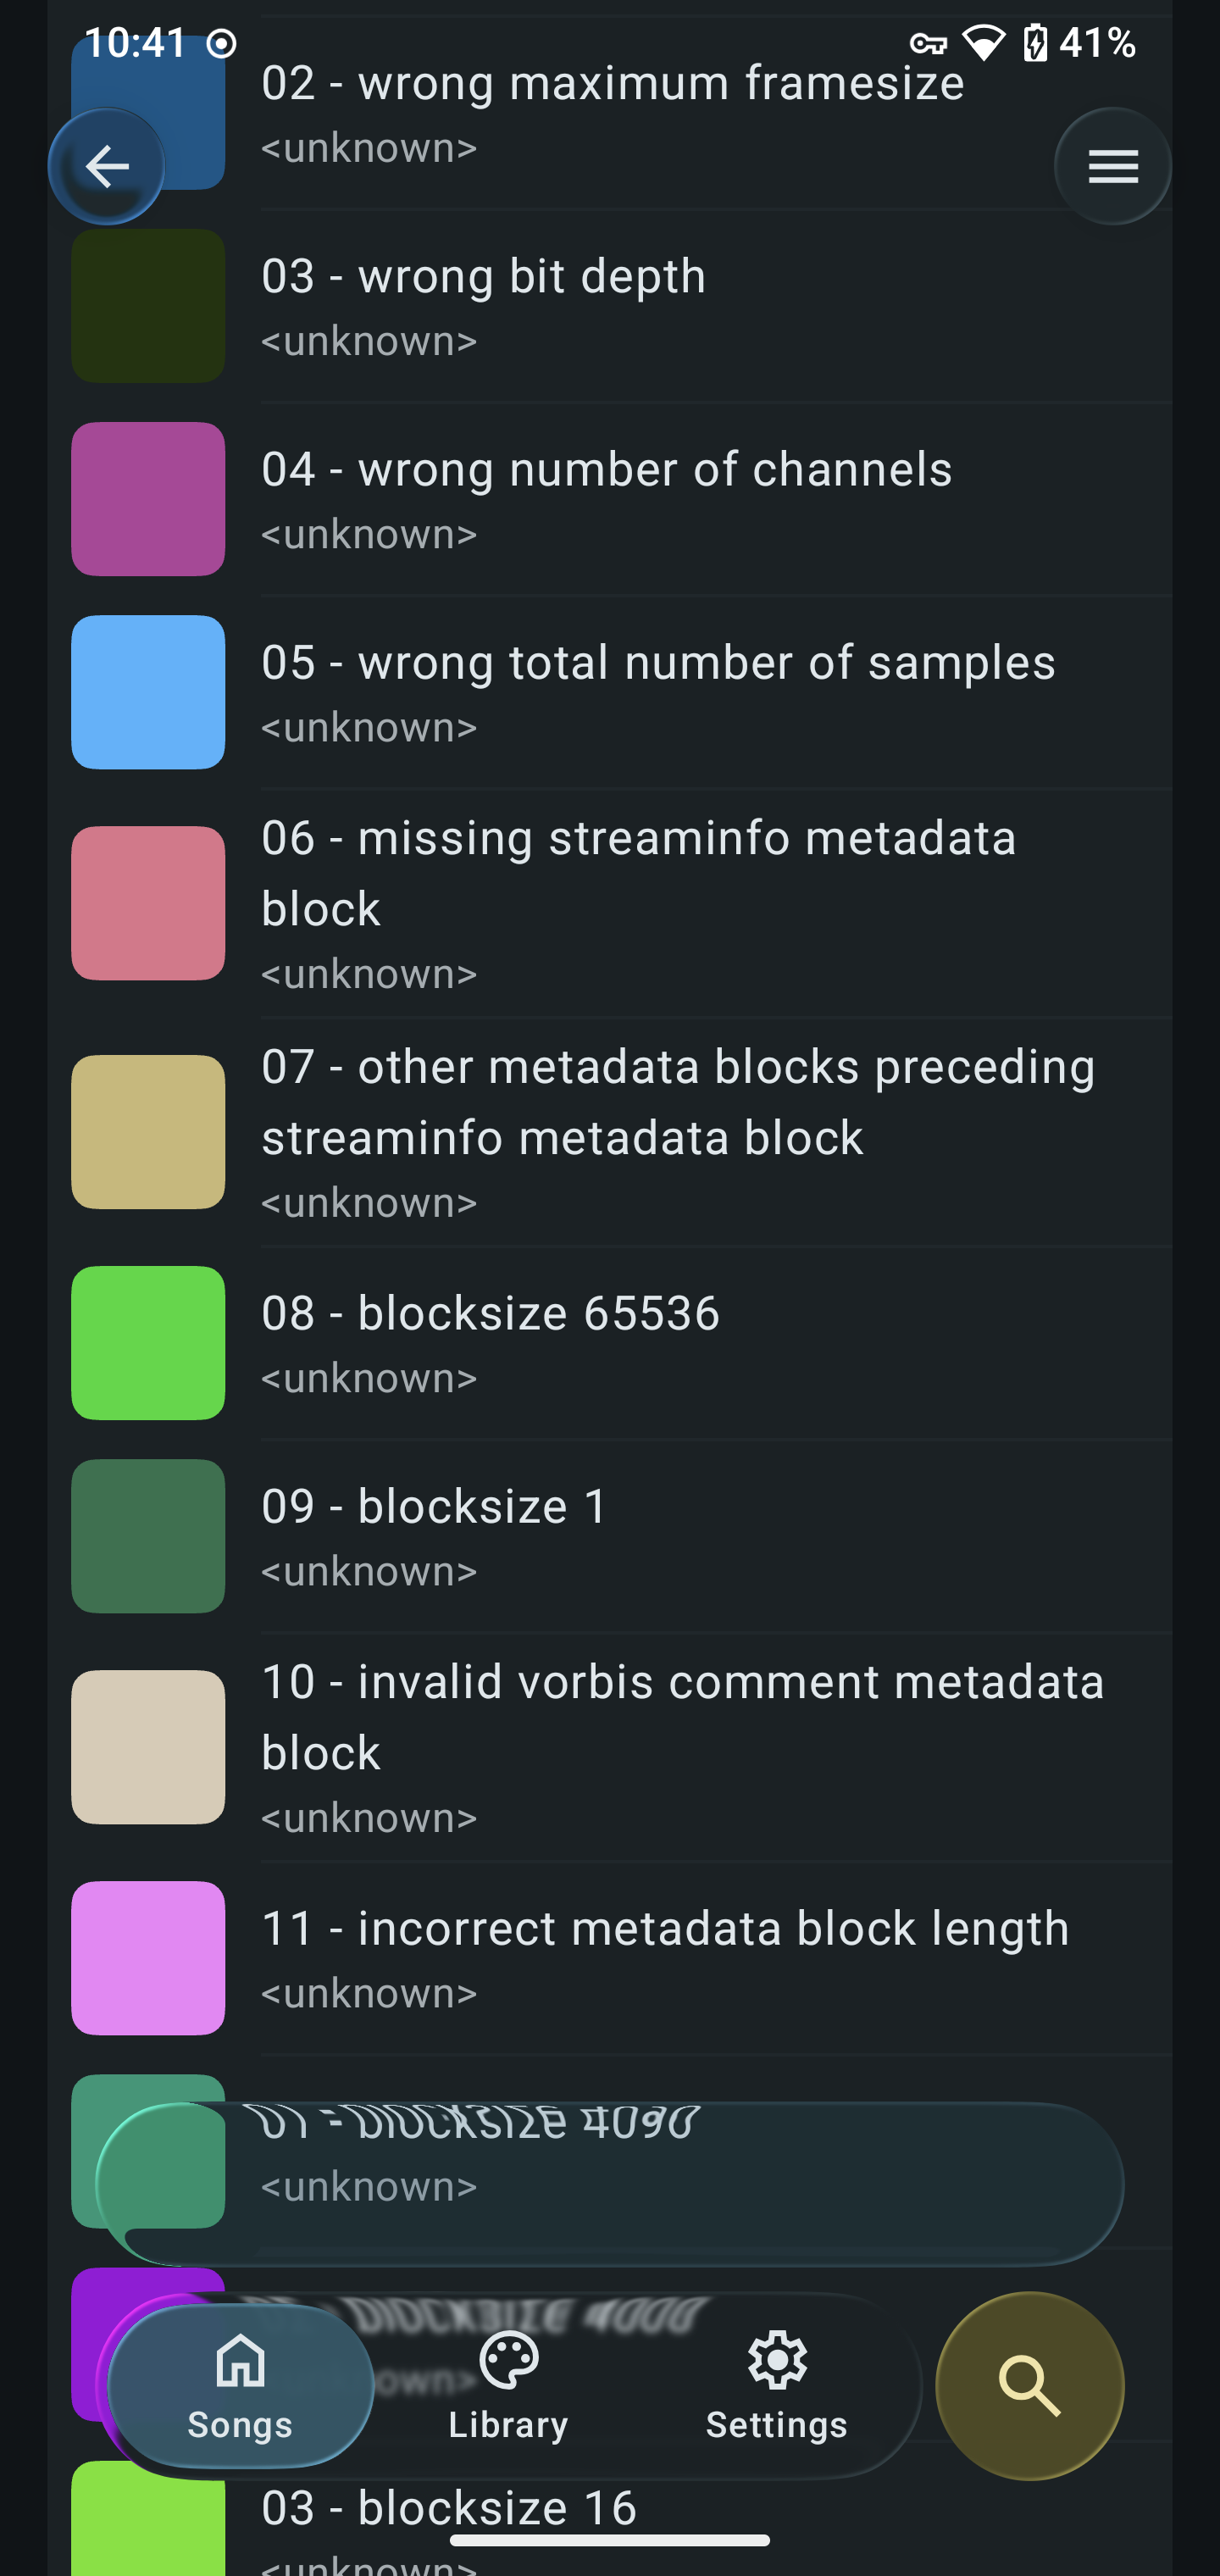 10:41
41%
02 - wrong maximum framesize
<unknown>
03 - wrong bit depth
<unknown>
04 - wrong number of channels
<unknown>
05 - wrong total number of samples
<unknown>
06 - missing streaminfo metadata
block
<unknown>
07 - other metadata blocks preceding
streaminfo metadata block
<unknown>
08 - blocksize 65536
<unknown>
09 - blocksize 1
<unknown>
10 - invalid vorbis comment metadata
block
<unknown>
11 - incorrect metadata block length
<unknown>
01 - blocksize 4096
<unknown>
blocksize
Songs
Library
Settings
03 - blocksize 16
<unknown>